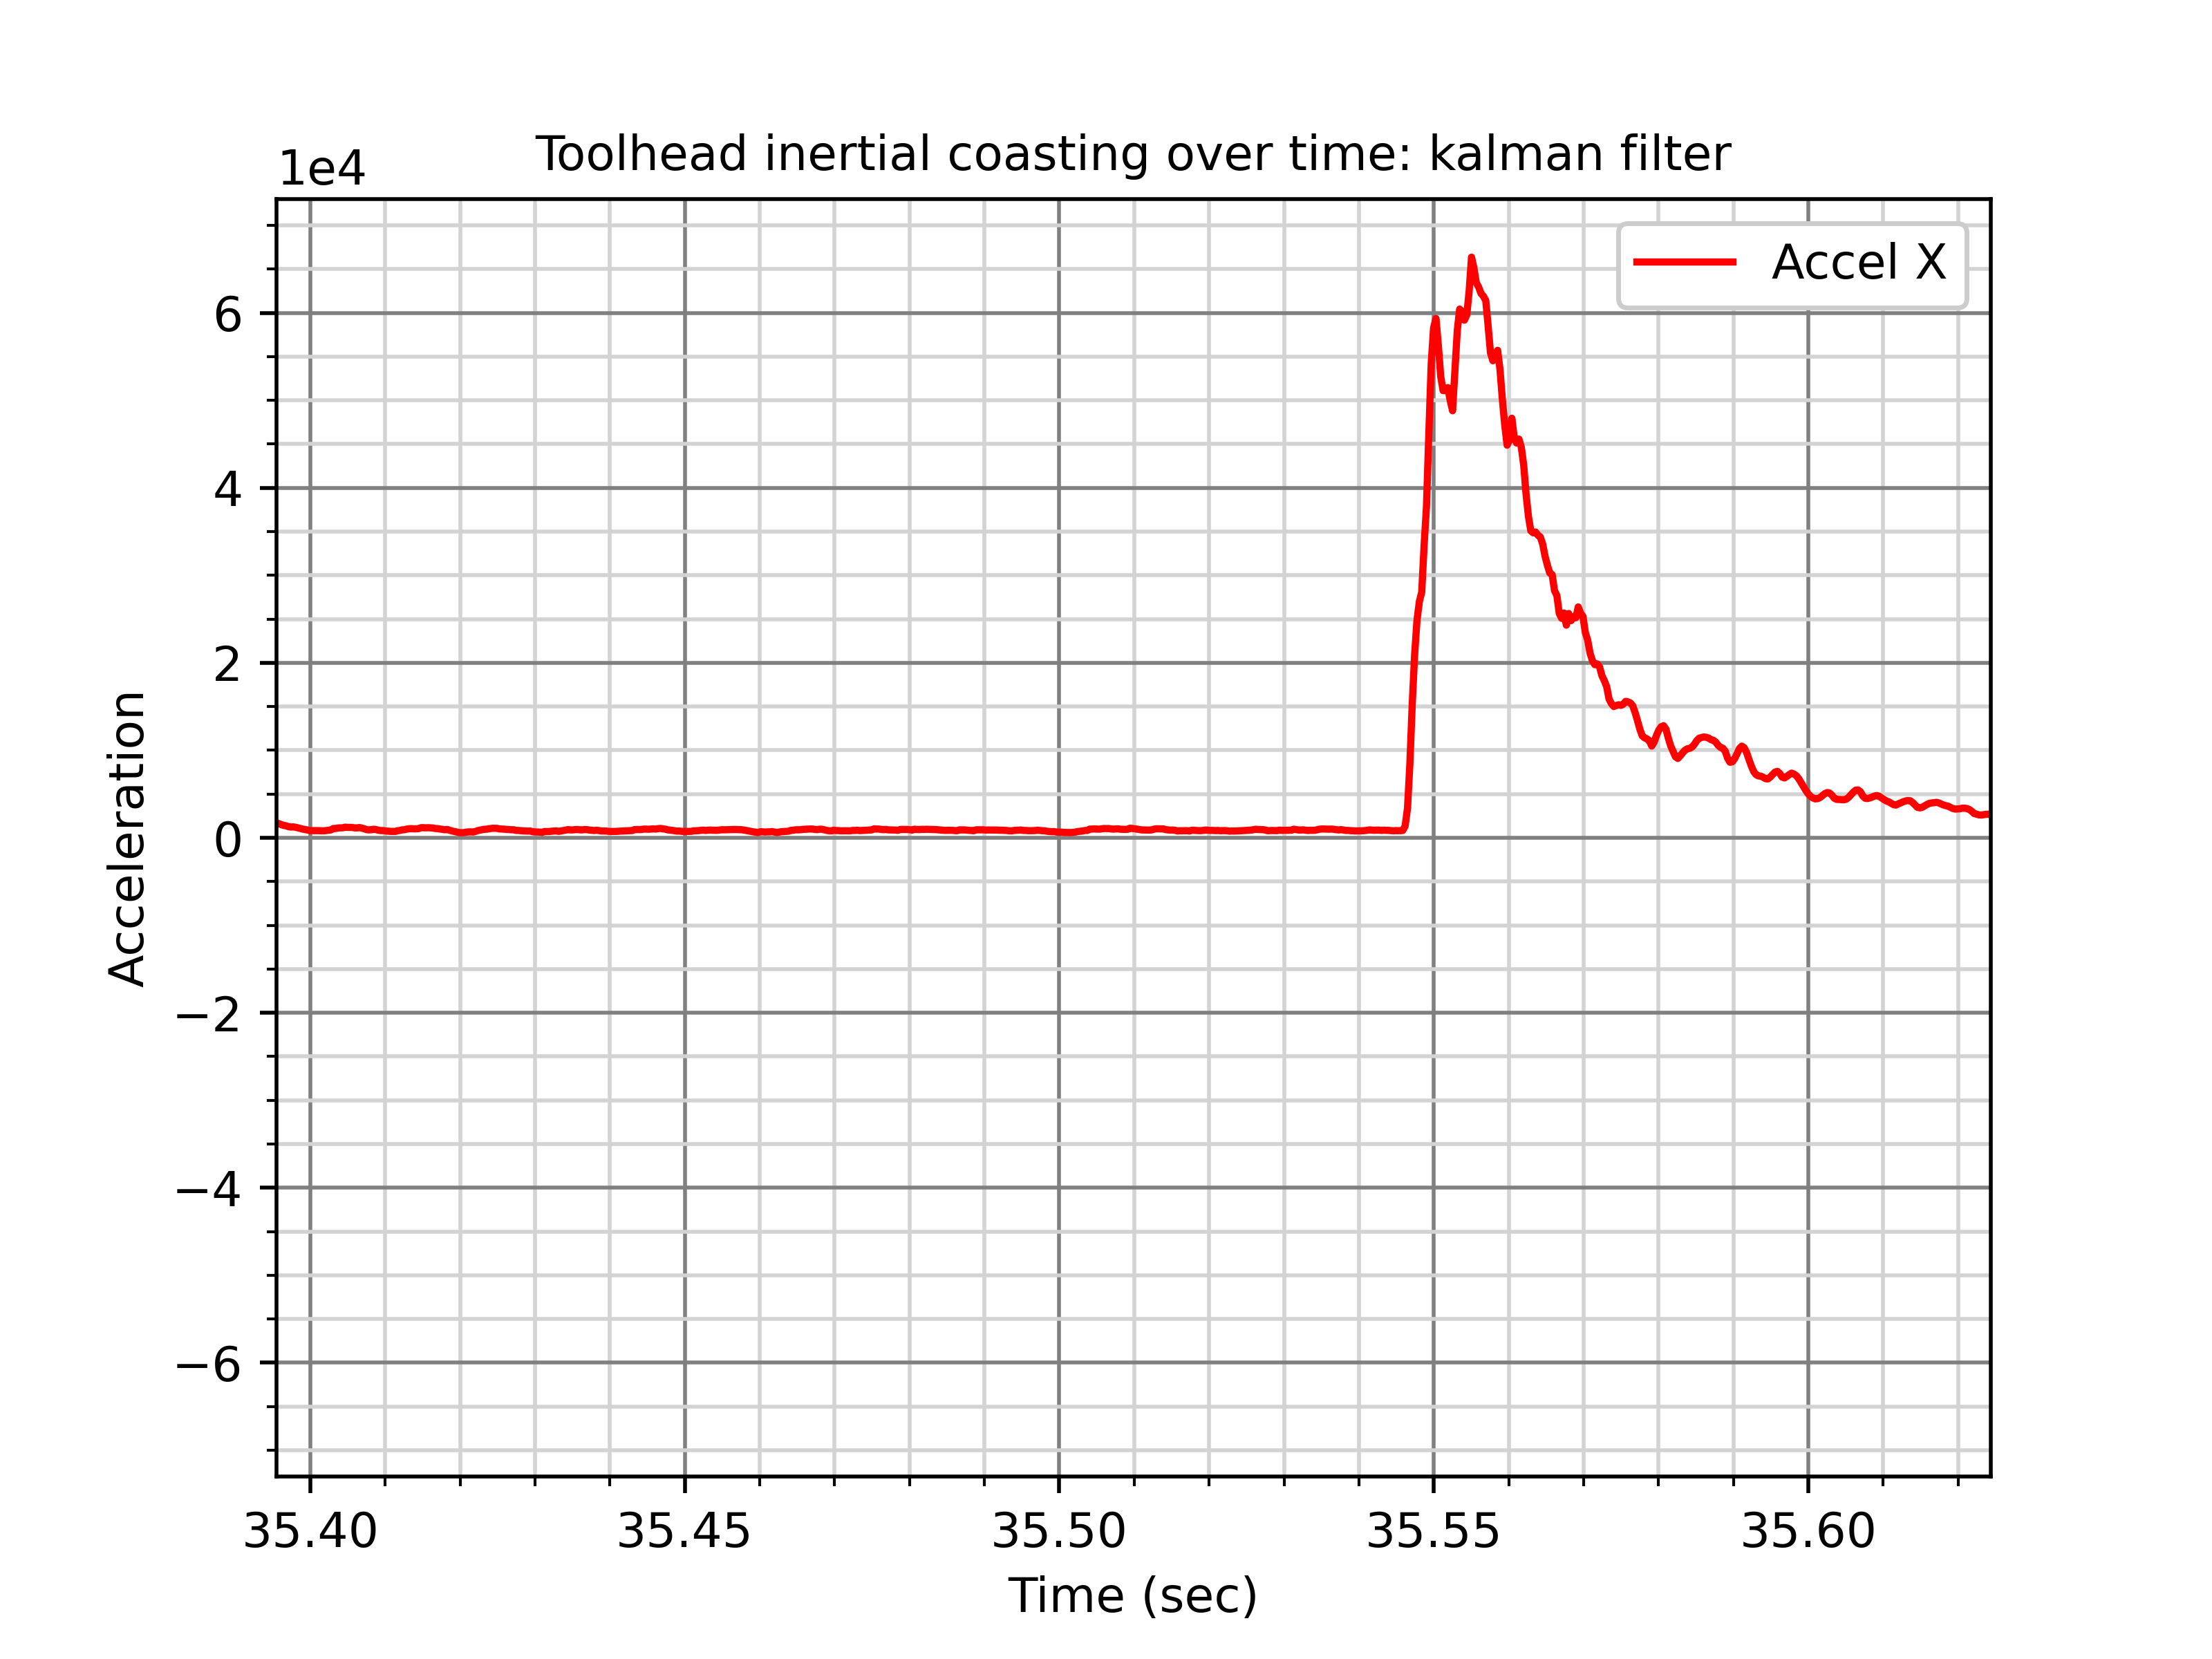 Toolhead inertial coasting over time: kalman filter
1e4
Accel X
6
4
2
0
−2
−4
−6
Acceleration
35.40 35.45 35.50 35.55 35.60
Time (sec)